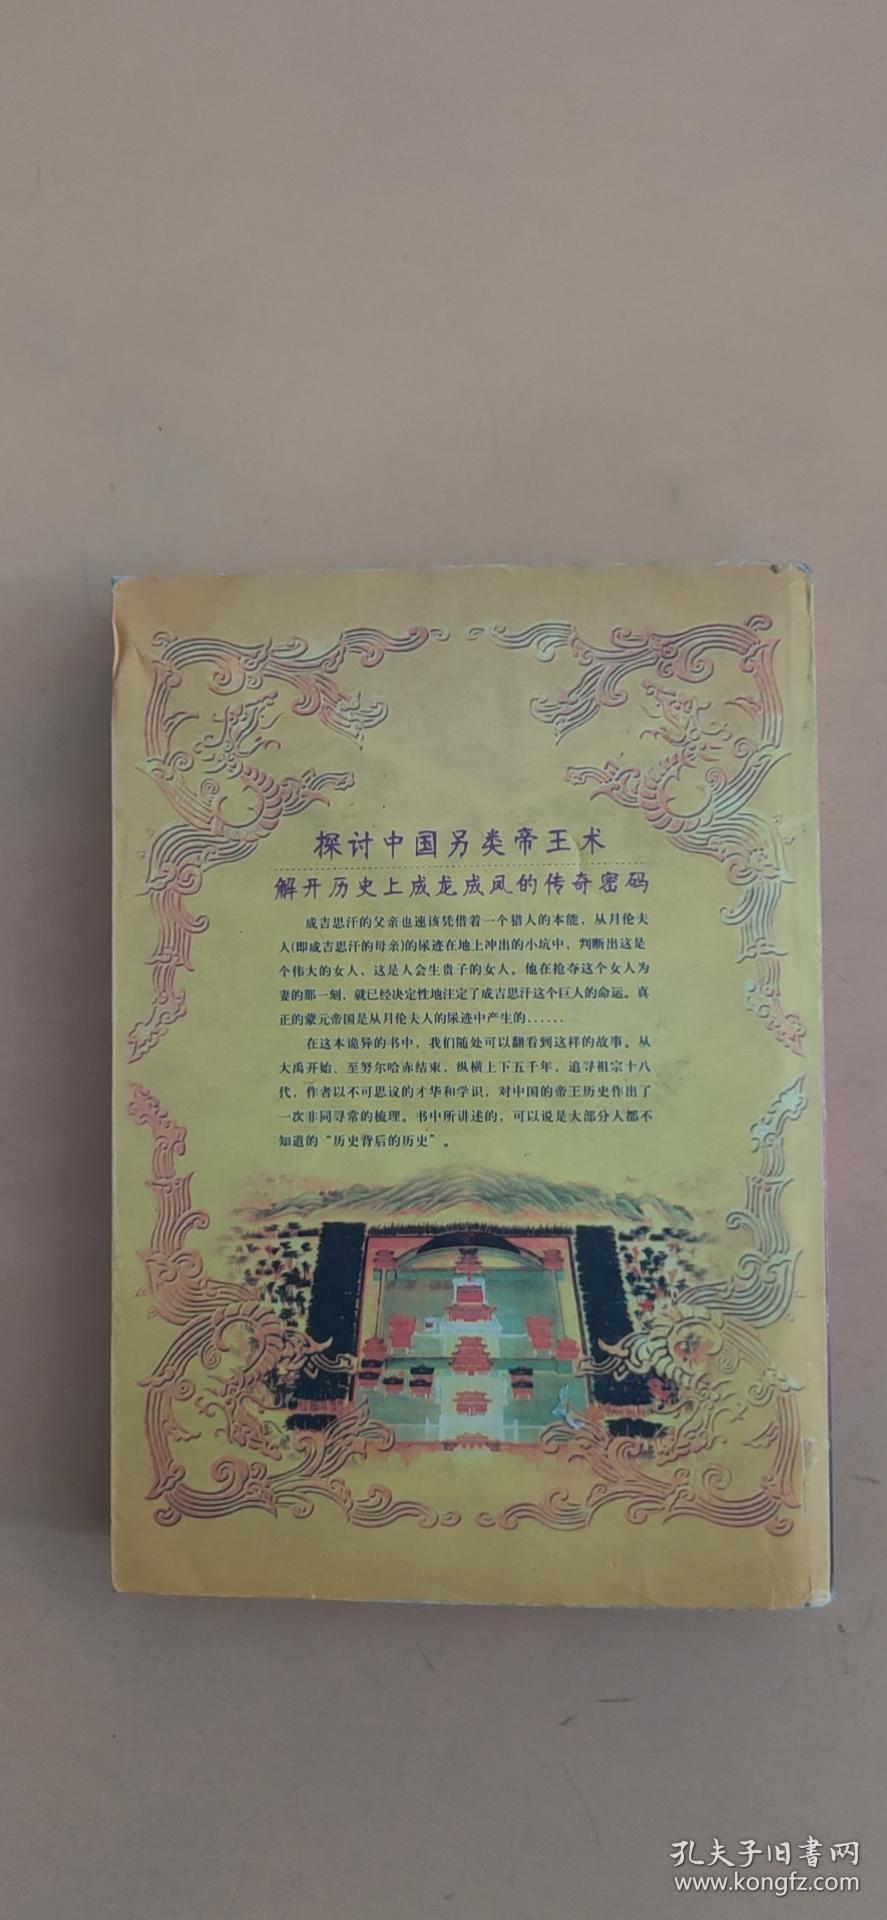 探讨中国另类帝王术
解开历史上成龙成凤的传奇密码
成吉思汗的父亲也速该凭借着一个猎人的本能，从月伦夫
人(即成吉思汗的母亲)的尿迹在地上冲出的小坑中，判断出这是
个伟大的女人，这是人会生贵子的女人。他在抢夺这个女人为
妻的那一刻，就已经决定性地注定了成吉思汗这个巨人的命运。真
正的蒙元帝国是从月伦夫人的尿迹中产生的......
在这本诡异的书中，我们随处可以翻看到这样的故事。从
大禹开始、至努尔哈赤结束，纵横上下五千年，追寻祖宗十八
代，作者以不可思议的才华和学识，对中国的帝王历史作出了
一次非同寻常的梳理。书中所讲述的，可以说是大部分人都不
知道的“历史背后的历史”。
孔夫子旧書网
www.kongfz.com